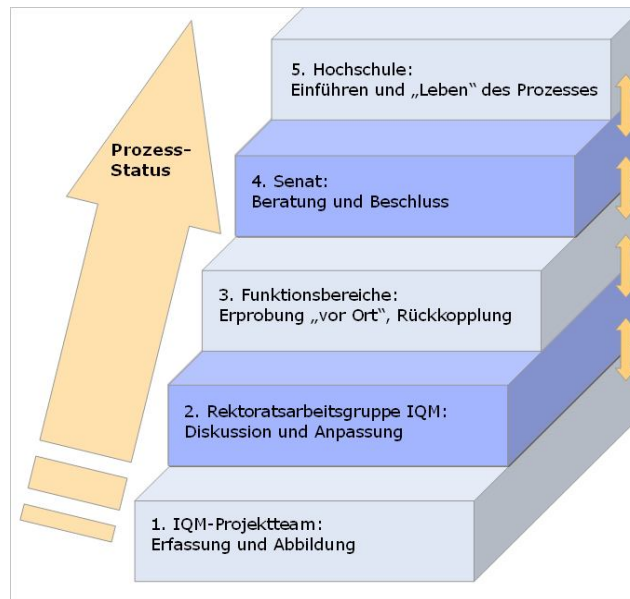 Prozess-
Status
5. Hochschule:
Einführen und „Leben“ des Prozesses
4. Senat:
Beratung und Beschluss
3. Funktionsbereiche:
Erprobung „vor Ort“, Rückkopplung
2. Rektoratsarbeitsgruppe IQM:
Diskussion und Anpassung
1. IQM-Projektteam:
Erfassung und Abbildung